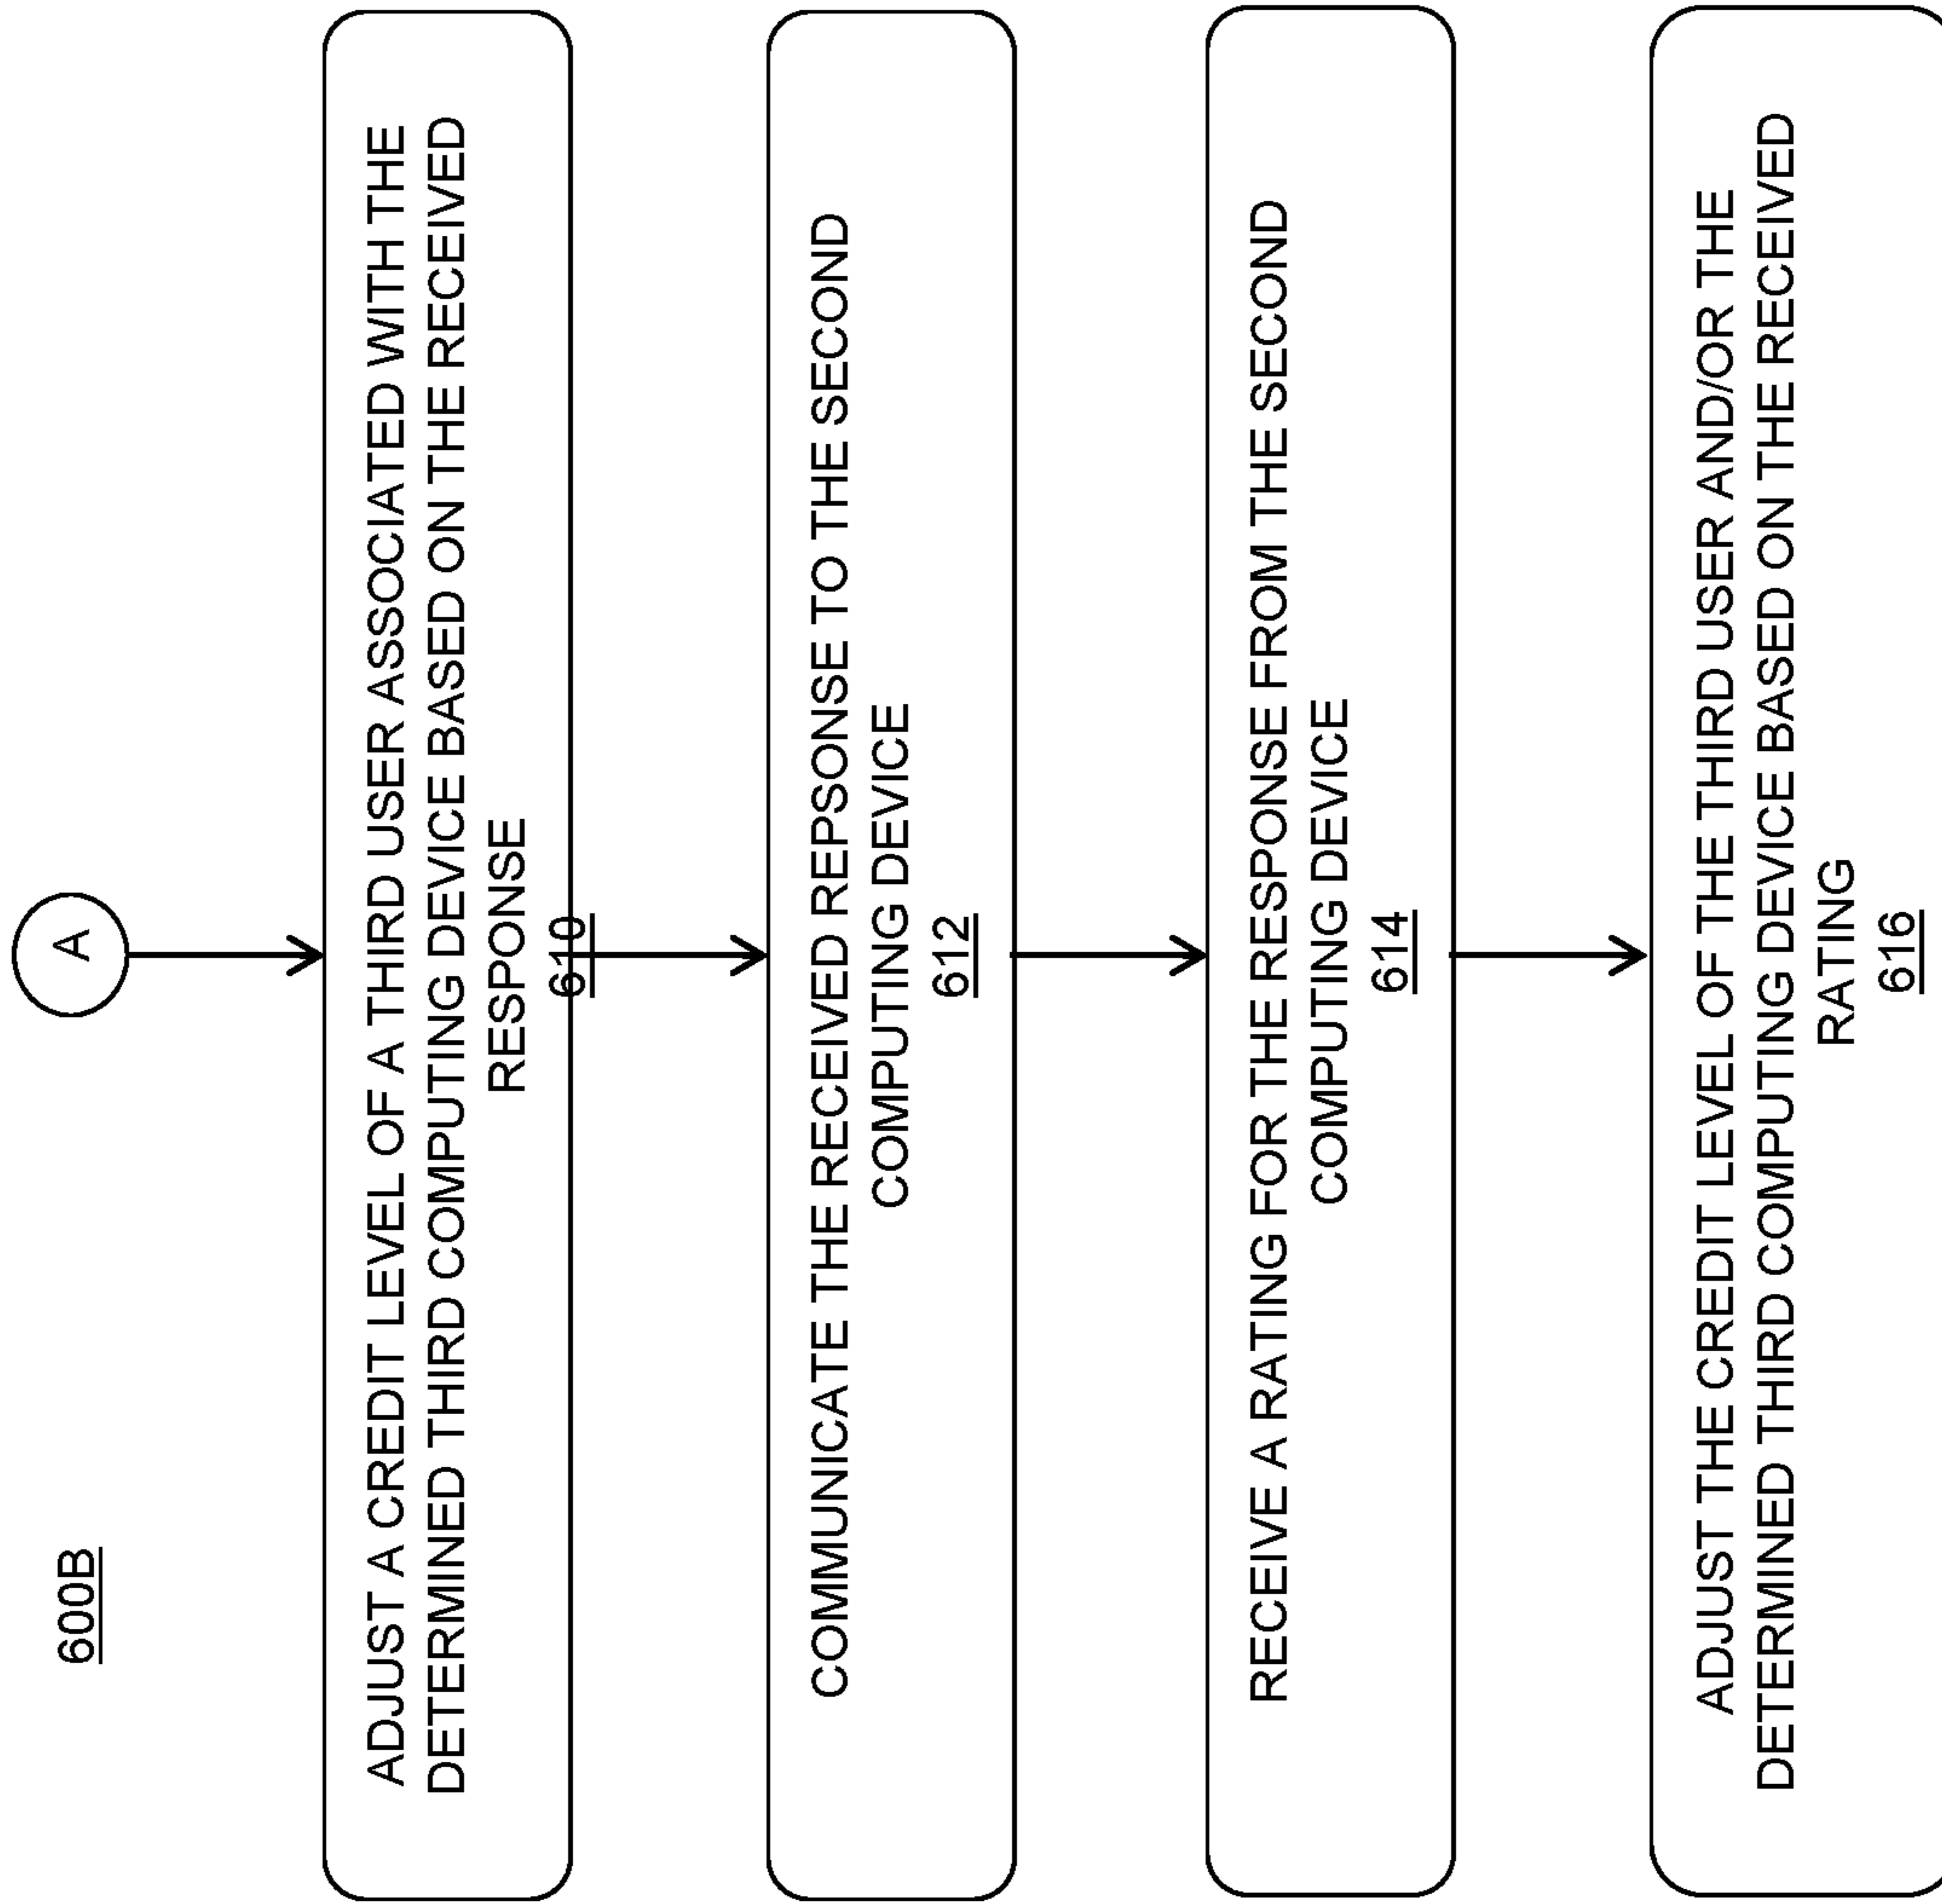 600B
A
ADJUST A CREDIT LEVEL OF A THIRD USER ASSOCIATED WITH THE
DETERMINED THIRD COMPUTING DEVICE BASED ON THE RECEIVED
RESPONSE
610
COMMUNICATE THE RECEIVED REPSONSE TO THE SECOND
COMPUTING DEVICE
612
RECEIVE A RATING FOR THE RESPONSE FROM THE SECOND
COMPUTING DEVICE
614
ADJUST THE CREDIT LEVEL OF THE THIRD USER AND/OR THE
DETERMINED THIRD COMPUTING DEVICE BASED ON THE RECEIVED
RATING
616